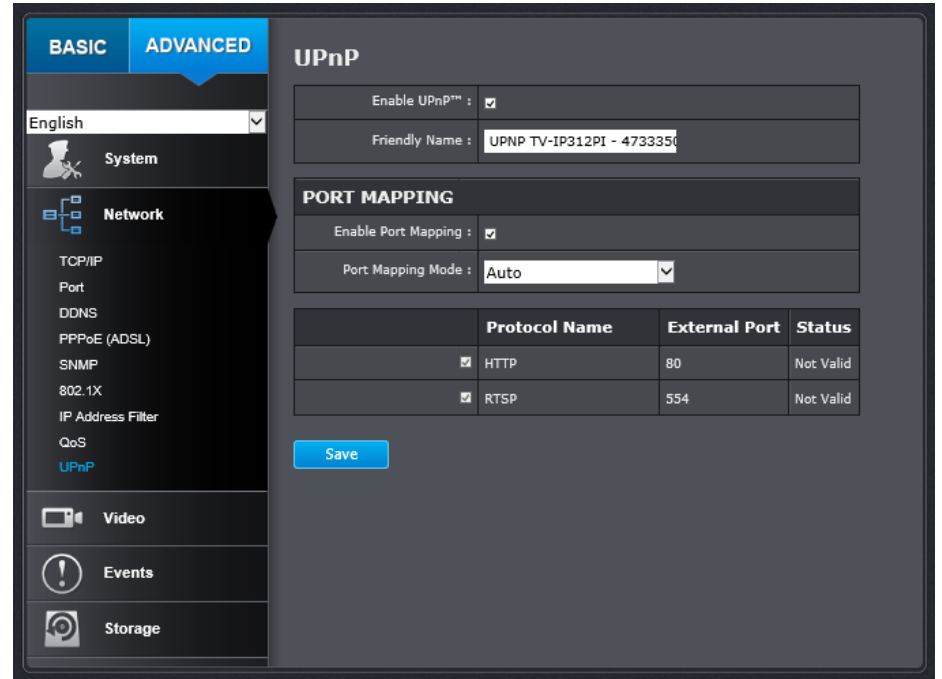 BASIC ADVANCED
English
System
Network
TCP/IP
Port
DDNS
PPPoE (ADSL)
SNMP
802.1X
IP Address Filter
QoS
UPnP
Video
Events
Storage
UPnP
Enable UPnP™ :
Friendly Name : UPNP TV-IP312PI - 4733350
PORT MAPPING
Enable Port Mapping :
Port Mapping Mode : Auto
Protocol Name External Port Status
HTTP 80 Not Valid
RTSP 554 Not Valid
Save